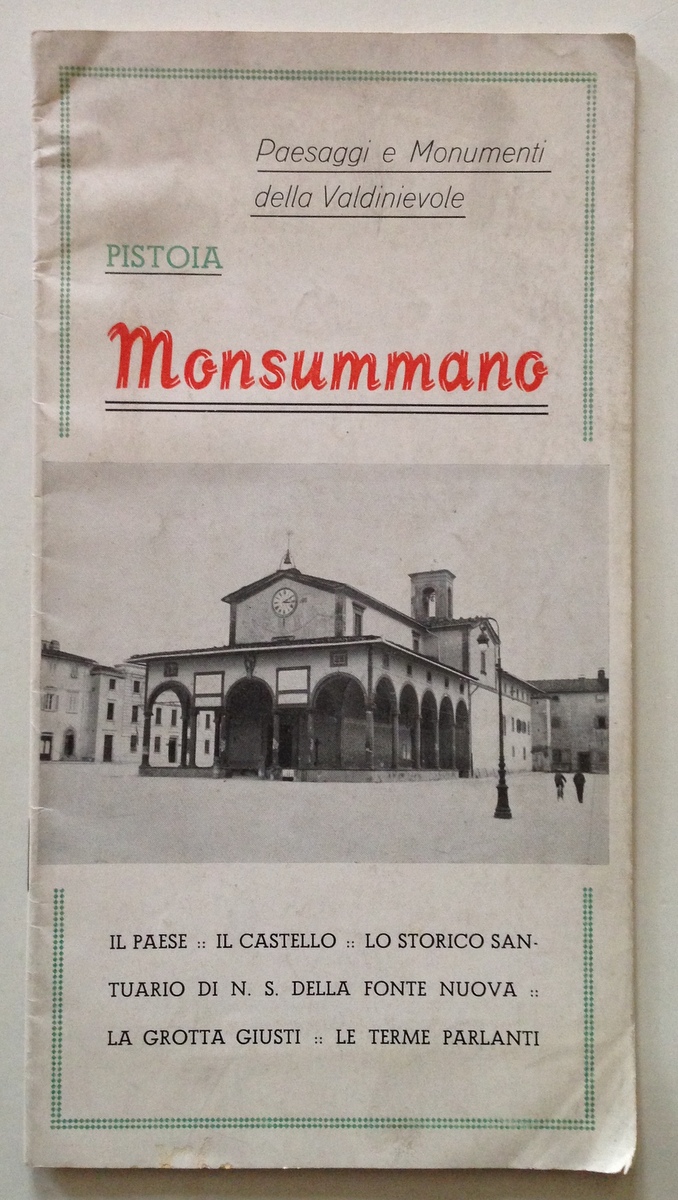 Paesaggi e Monumenti
della Valdinievole
PISTOIA
Monsummano
IL PAESE :: IL CASTELLO :: LO STORICO SAN-
TUARIO DI N. S. DELLA FONTE NUOVA ::
LA GROTTA GIUSTI :: LE TERME PARLANTI